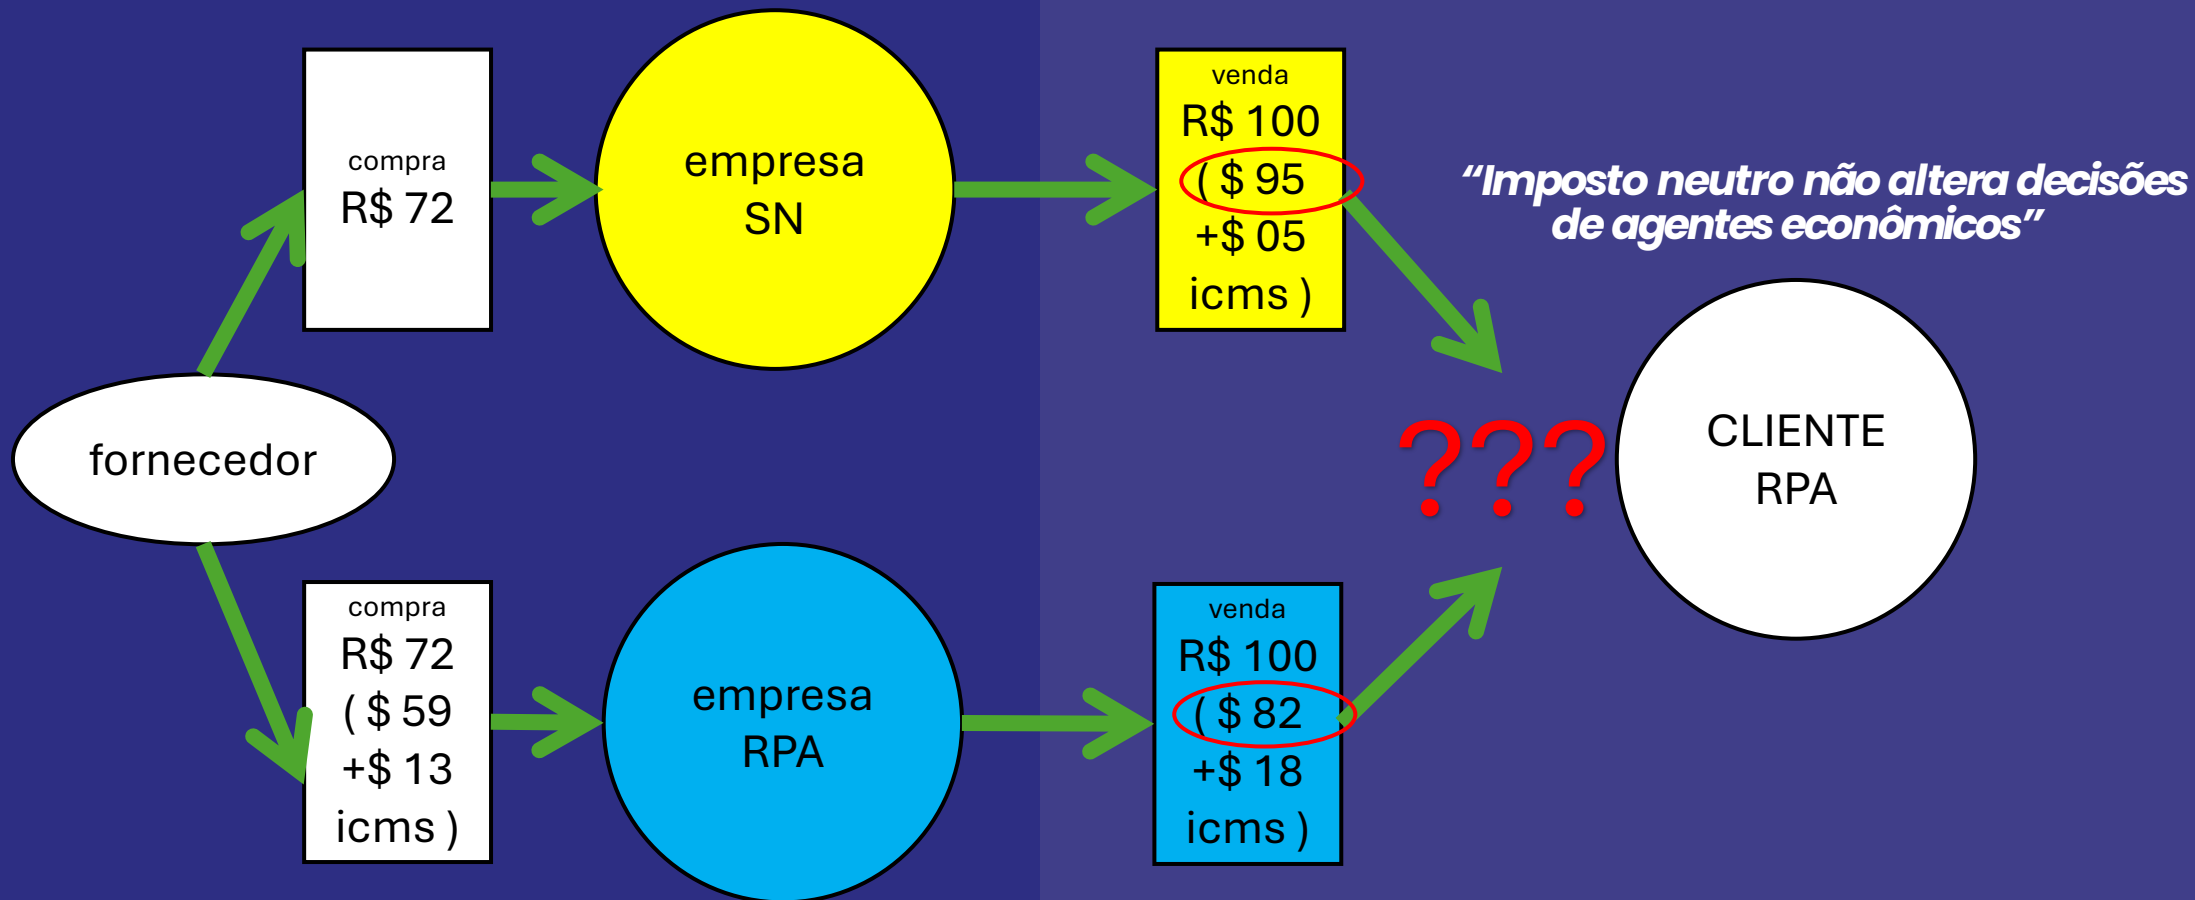 compra
R$ 72
empresa
SN
venda
R$ 100
( $ 95
+$ 05
icms )
“Imposto neutro não altera decisões
de agentes econômicos”
fornecedor
???
CLIENTE
RPA
compra
R$ 72
( $ 59
+$ 13
icms )
empresa
RPA
venda
R$ 100
( $ 82
+$ 18
icms )